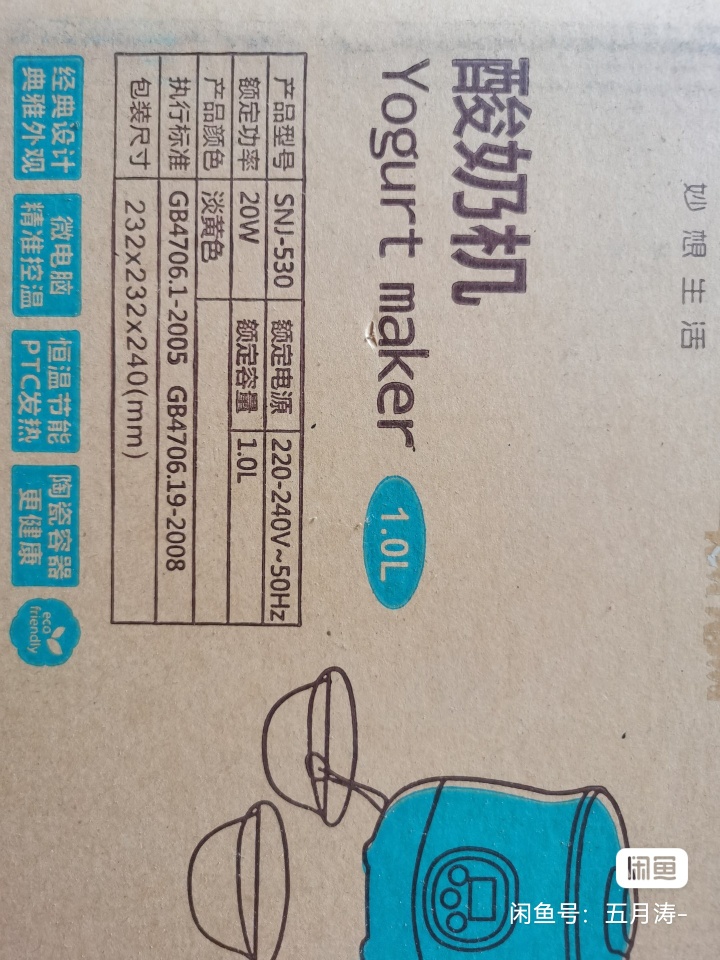 妙想生活
酸奶机
Yogurt maker 1.0L
产品型号 SNJ-530 额定电源 220-240V~50Hz
额定功率 20W 额定容量 1.0L
产品颜色 淡黄色
执行标准 GB4706.1-2005 GB4706.19-2008
包装尺寸 232x232x240(mm)
经典设计
典雅外观
微电脑
精准控温
恒温节能
PTC发热
陶瓷容器
更健康
eco
friendly
闲鱼
闲鱼号：五月涛-